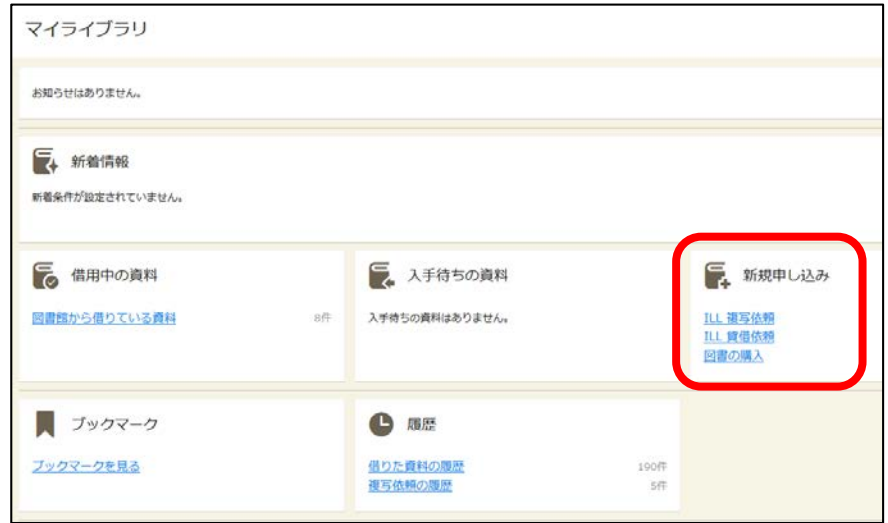 マイライブラリ
お知らせはありません。
新着情報
新着条件が設定されていません。
借用中の資料
図書館から借りている資料 8件
入手待ちの資料
入手待ちの資料はありません。
新規申し込み
ILL 複写依頼
ILL 貸借依頼
図書の購入
ブックマーク
ブックマークを見る
履歴
借りた資料の履歴 190件
複写依頼の履歴 5件